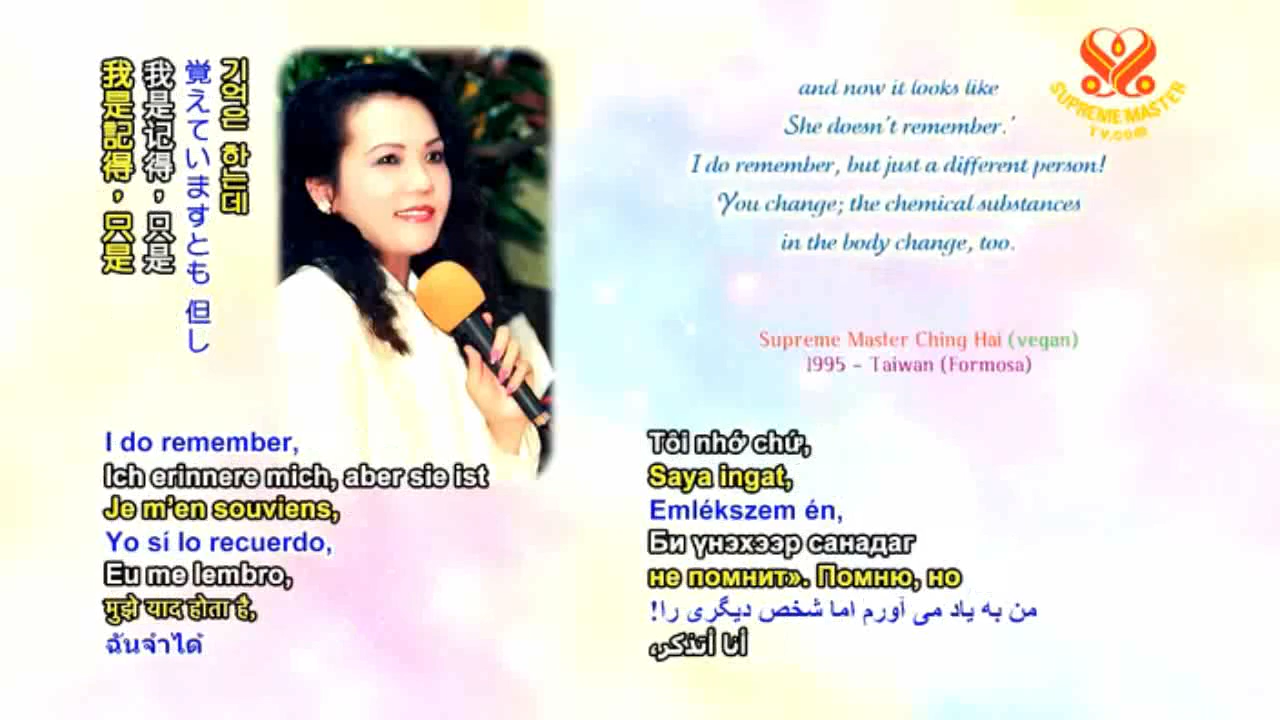 기억은 하는데
覚えていますとも 但し
我是记得，只是
我是記得，只是
and now it looks like
She doesn't remember.'
I do remember, but just a different person!
You change; the chemical substances
in the body change, too.
Supreme Master Ching Hai (vegan)
1995 – Taiwan (Formosa)
SUPREME MASTER
TV.com
I do remember,
Ich erinnere mich, aber sie ist
Je m'en souviens,
Yo sí lo recuerdo,
Eu me lembro,
मुझे याद होता है,
ฉันจำได้
Tôi nhớ chứ,
Saya ingat,
Emlékszem én,
Би үнэхээр санадаг
не помнит». Помню, но
من به یاد می آورم اما شخص دیگری را!
أنا أتذكر،